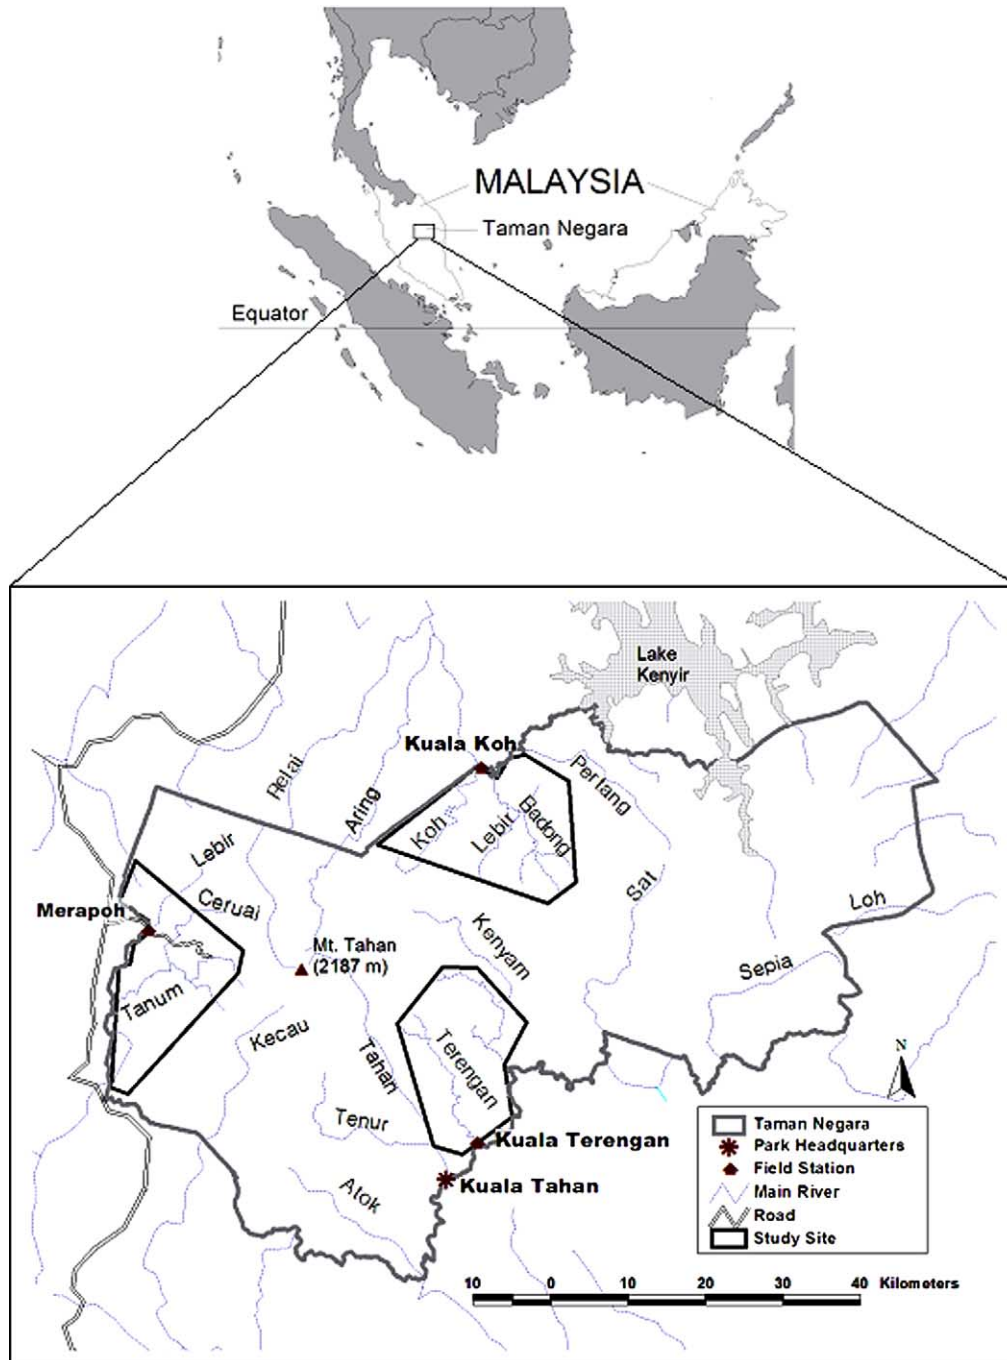 MALAYSIA
Taman Negara
Equator
Lake
Kenyir
Kuala Koh
Relai
Aring
Pertang
Koh
Lebir
Badong
Lebir
Ceruai
Sat
Loh
Merapoh
Kenyam
Mt. Tahan
(2187 m)
Sepia
Tanum
Kecau
Tahan
Terengan
N
Tenur
Kuala Terengan
Kuala Tahan
Atok
Taman Negara
Park Headquarters
Field Station
Main River
Road
Study Site
10 0 10 20 30 40 Kilometers